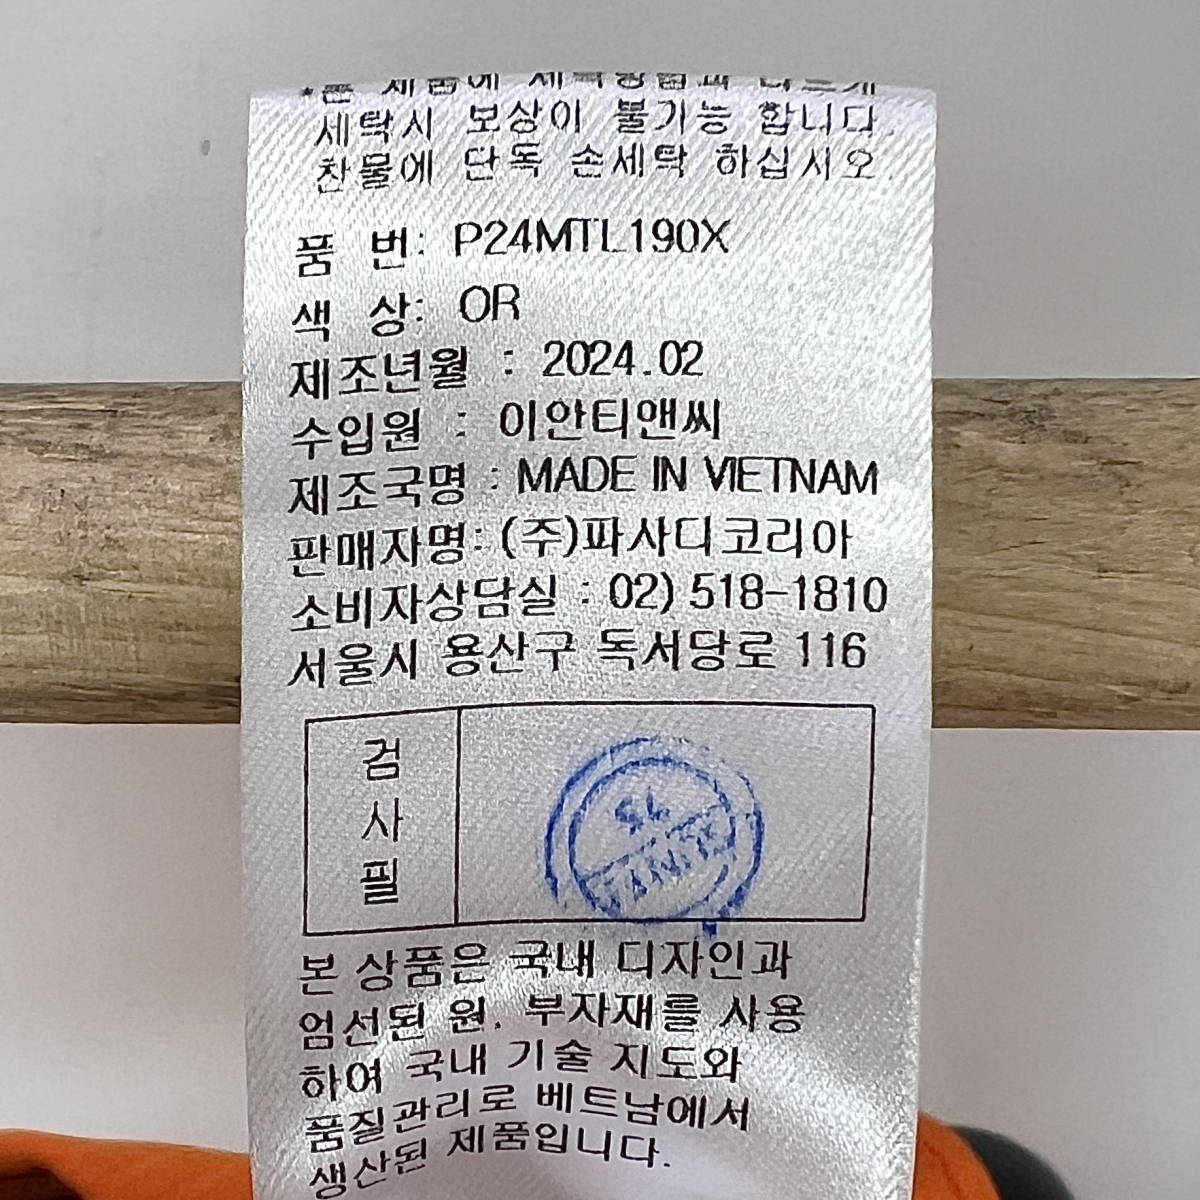 세탁시 보상이 불가능 합니다.
찬물에 단독 손세탁 하십시오.
품 번: P24MTL190X
색 상: OR
제조년월 : 2024.02
수입원 : 이안티앤씨
제조국명 : MADE IN VIETNAM
판매자명: (주)파사디코리아
소비자상담실 : 02) 518-1810
서울시 용산구 독서당로 116
검
사
필
본 상품은 국내 디자인과
엄선된 원. 부자재를 사용
하여 국내 기술 지도와
품질관리로 베트남에서
생산된 제품입니다.